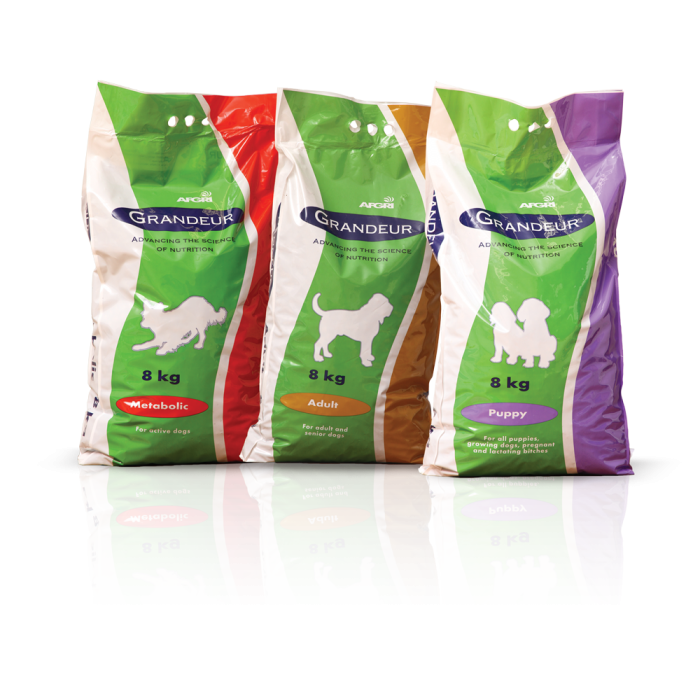 AFGRI
GRANDEUR
ADVANCING THE SCIENCE
OF NUTRITION
8 kg
Metabolic
For active dogs
AFGRI
GRANDEUR
ADVANCING THE SCIENCE
OF NUTRITION
8 kg
Adult
For adult and
senior dogs
AFGRI
GRANDEUR
ADVANCING THE SCIENCE
OF NUTRITION
8 kg
Puppy
For all puppies,
growing dogs, pregnant
and lactating bitches